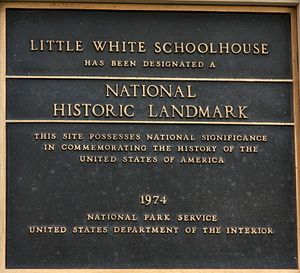 LITTLE WHITE SCHOOLHOUSE
HAS BEEN DESIGNATED A
NATIONAL
HISTORIC LANDMARK
THIS SITE POSSESSES NATIONAL SIGNIFICANCE
IN COMMEMORATING THE HISTORY OF THE
UNITED STATES OF AMERICA
1974
NATIONAL PARK SERVICE
UNITED STATES DEPARTMENT OF THE INTERIOR